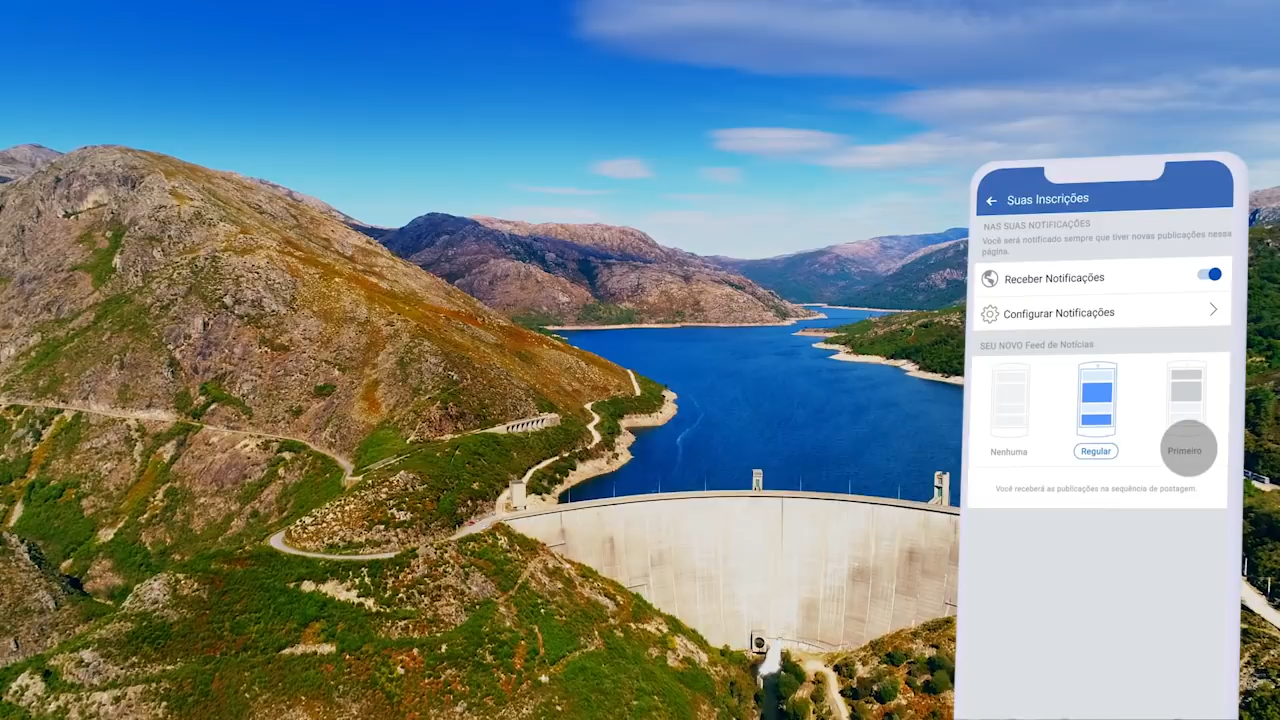 Suas Inscrições
NAS SUAS NOTIFICAÇÕES
Você será notificado sempre que tiver novas publicações nessa
página.
Receber Notificações
Configurar Notificações
SEU NOVO Feed de Notícias
Nenhuma
Regular
Primeiro
Você receberá as publicações na sequência de postagem.